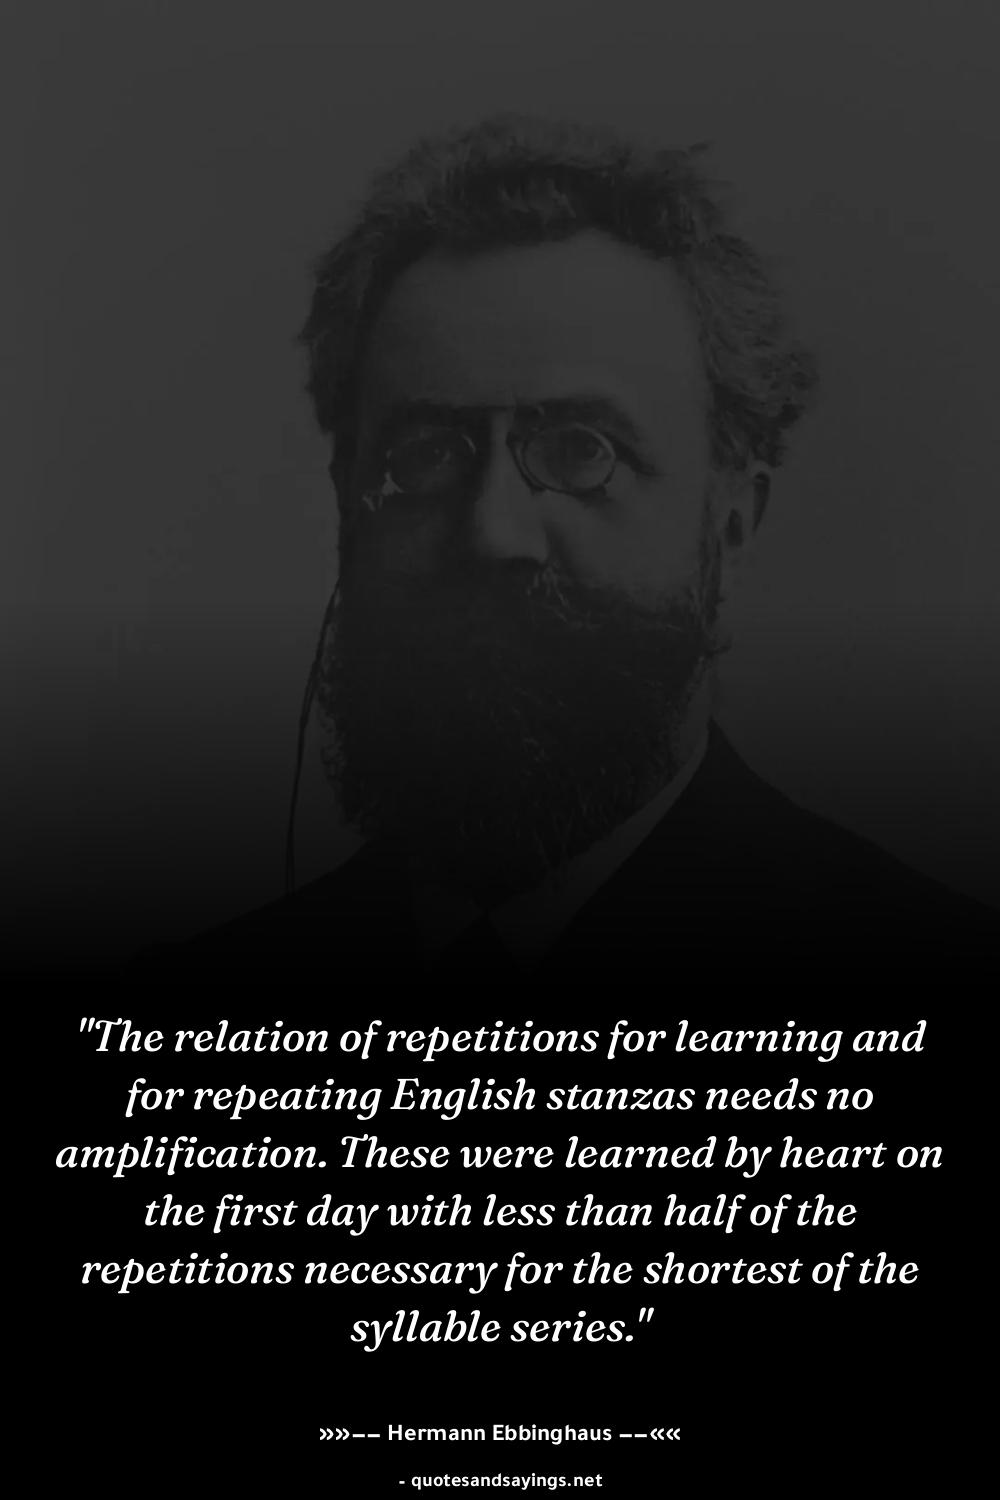 "The relation of repetitions for learning and
for repeating English stanzas needs no
amplification. These were learned by heart on
the first day with less than half of the
repetitions necessary for the shortest of the
syllable series."
»»—— Hermann Ebbinghaus ——««
- quotesandsayings.net